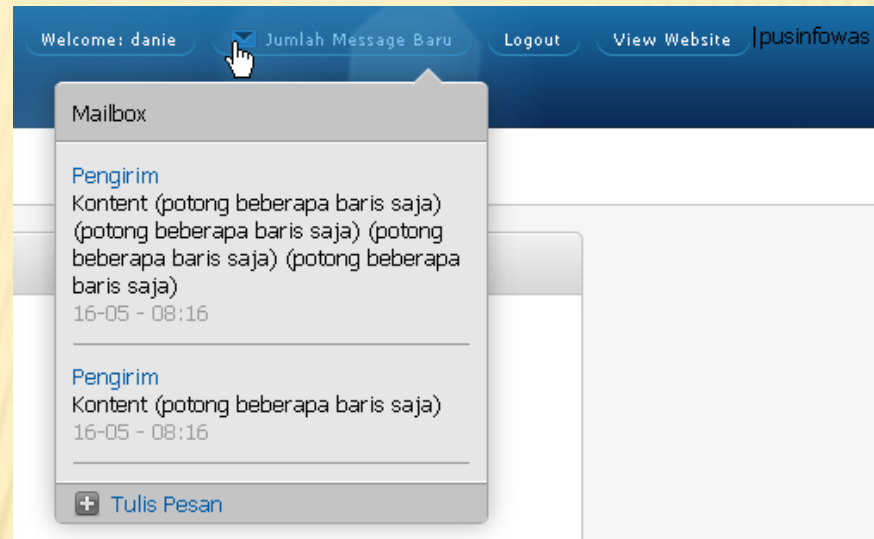 Welcome: danie Jumlah Message Baru Logout View Website |pusinfowas
Mailbox
Pengirim
Kontent (potong beberapa baris saja)
(potong beberapa baris saja) (potong
beberapa baris saja) (potong beberapa
baris saja)
16-05 - 08:16
Pengirim
Kontent (potong beberapa baris saja)
16-05 - 08:16
Tulis Pesan